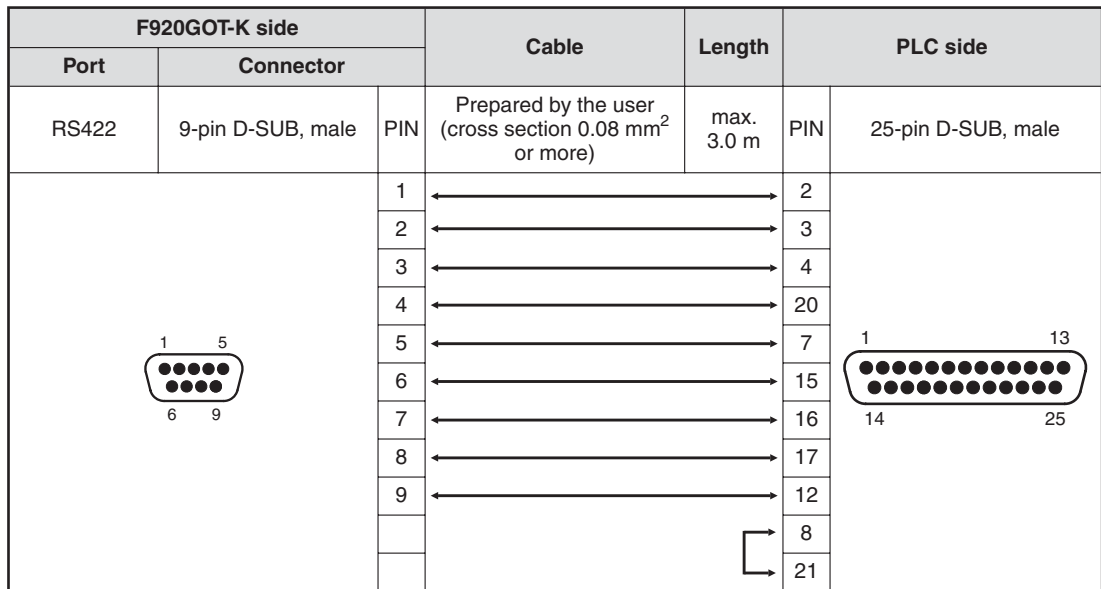 F920GOT-K side
Cable
Length
PLC side
Port
Connector
RS422
9-pin D-SUB, male
PIN
Prepared by the user
(cross section 0.08 mm²
or more)
max.
3.0 m
PIN
25-pin D-SUB, male
1 2
2 3
3 4
4 20
5 7
6 15
7 16
8 17
9 12
8
21
1 5
6 9
1 13
14 25